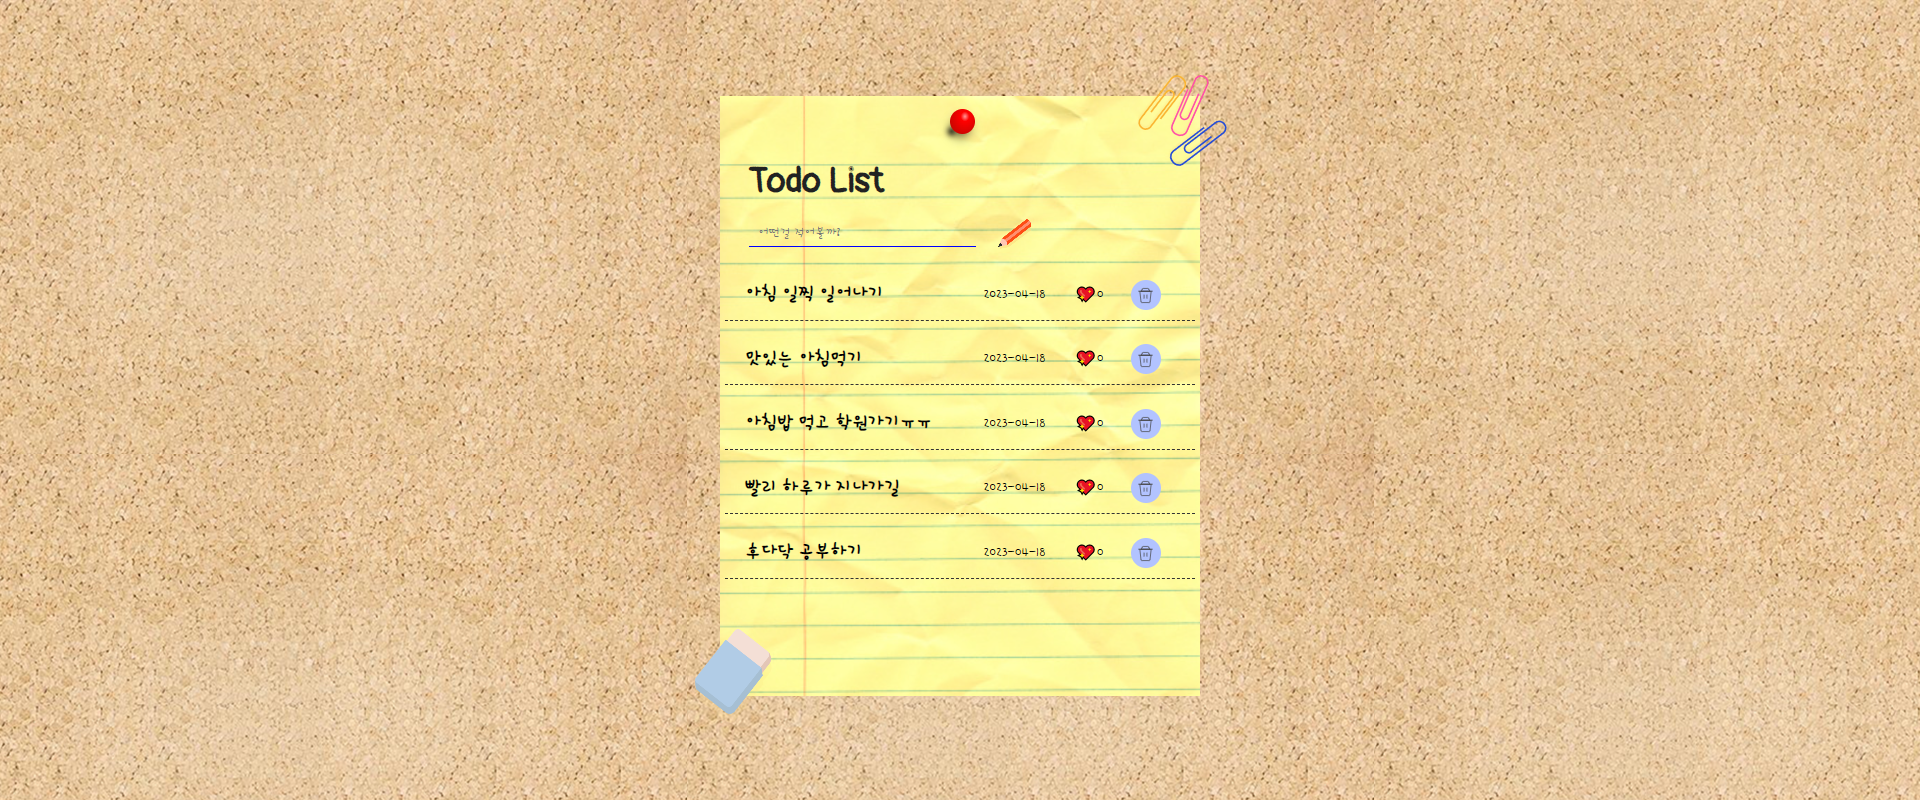 Todo List
어떤걸 적어볼까?
아침 일찍 일어나기 2023-04-18 0
맛있는 아침먹기 2023-04-18 0
아침밥 먹고 학원가기ㅠㅠ 2023-04-18 0
빨리 하루가 지나가길 2023-04-18 0
후다닥 공부하기 2023-04-18 0